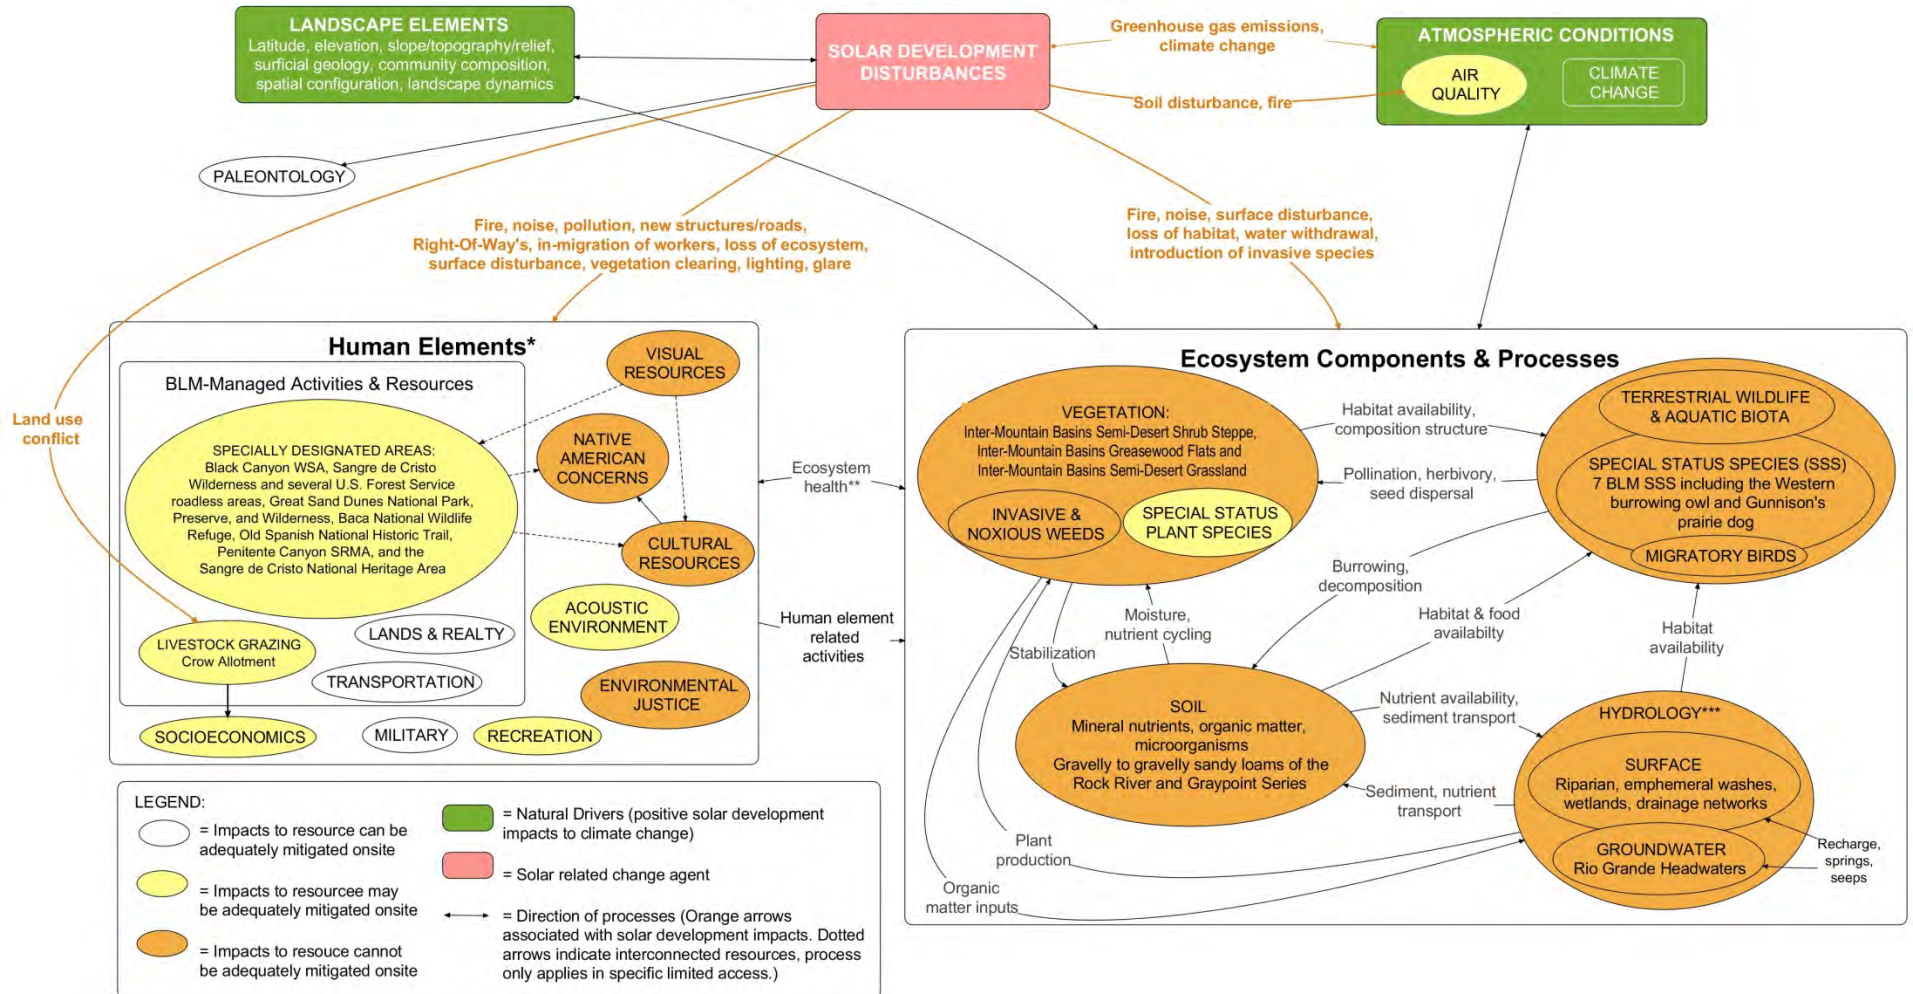 LANDSCAPE ELEMENTS
Latitude, elevation, slope/topography/relief,
surficial geology, community composition,
spatial configuration, landscape dynamics
SOLAR DEVELOPMENT
DISTURBANCES
Greenhouse gas emissions,
climate change
Soil disturbance, fire
ATMOSPHERIC CONDITIONS
AIR
QUALITY
CLIMATE
CHANGE
PALEONTOLOGY
Fire, noise, pollution, new structures/roads,
Right-Of-Way's, in-migration of workers, loss of ecosystem,
surface disturbance, vegetation clearing, lighting, glare
Fire, noise, surface disturbance,
loss of habitat, water withdrawal,
introduction of invasive species
Land use
conflict
Human Elements*
BLM-Managed Activities & Resources
SPECIALLY DESIGNATED AREAS:
Black Canyon WSA, Sangre de Cristo
Wilderness and several U.S. Forest Service
roadless areas, Great Sand Dunes National Park,
Preserve, and Wilderness, Baca National Wildlife
Refuge, Old Spanish National Historic Trail,
Penitente Canyon SRMA, and the
Sangre de Cristo National Heritage Area
VISUAL
RESOURCES
NATIVE
AMERICAN
CONCERNS
CULTURAL
RESOURCES
ACOUSTIC
ENVIRONMENT
LANDS & REALTY
LIVESTOCK GRAZING
Crow Allotment
TRANSPORTATION
ENVIRONMENTAL
JUSTICE
SOCIOECONOMICS
MILITARY
RECREATION
Ecosystem
health**
Human element
related
activities
Ecosystem Components & Processes
VEGETATION:
Inter-Mountain Basins Semi-Desert Shrub Steppe,
Inter-Mountain Basins Greasewood Flats and
Inter-Mountain Basins Semi-Desert Grassland
INVASIVE &
NOXIOUS WEEDS
SPECIAL STATUS
PLANT SPECIES
Habitat availability,
composition structure
Pollination, herbivory,
seed dispersal
TERRESTRIAL WILDLIFE
& AQUATIC BIOTA
SPECIAL STATUS SPECIES (SSS)
7 BLM SSS including the Western
burrowing owl and Gunnison's
prairie dog
MIGRATORY BIRDS
Burrowing,
decomposition
Moisture,
nutrient cycling
Habitat & food
availabilty
Habitat
availability
Stabilization
SOIL
Mineral nutrients, organic matter,
microorganisms
Gravelly to gravelly sandy loams of the
Rock River and Graypoint Series
Nutrient availability,
sediment transport
Sediment, nutrient
transport
HYDROLOGY***
SURFACE
Riparian, emphemeral washes,
wetlands, drainage networks
GROUNDWATER
Rio Grande Headwaters
Recharge,
springs,
seeps
Plant
production
Organic
matter inputs
LEGEND:
= Impacts to resource can be
adequately mitigated onsite
= Impacts to resourcee may
be adequately mitigated onsite
= Impacts to resouce cannot
be adequately mitigated onsite
= Natural Drivers (positive solar development
impacts to climate change)
= Solar related change agent
= Direction of processes (Orange arrows
associated with solar development impacts. Dotted
arrows indicate interconnected resources, process
only applies in specific limited access.)